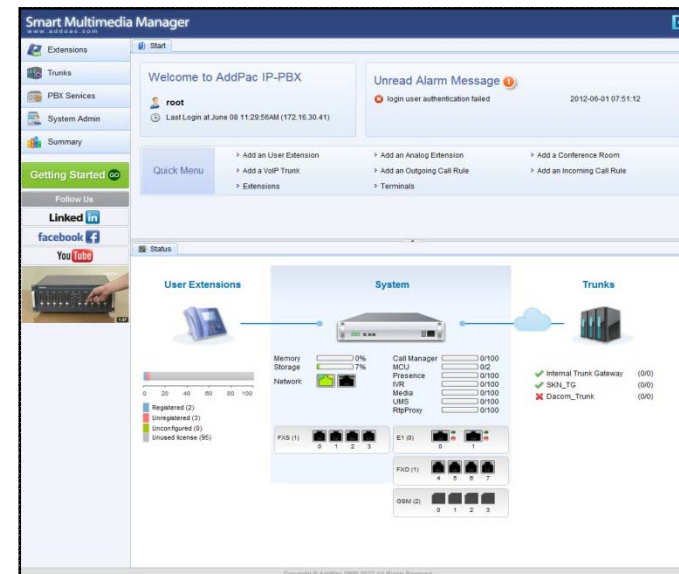 Smart Multimedia Manager
www.addpac.com
Extensions
Trunks
PBX Services
System Admin
Summary
Getting Started GO
Follow Us
Linked in
facebook f
You Tube
Start
Welcome to AddPac IP-PBX
root
Last Login at June 08 11:29:56AM (172.16.30.41)
Unread Alarm Message 1
login user authentication failed 2012-06-01 07:51:12
Quick Menu
> Add an User Extension > Add an Analog Extension > Add a Conference Room
> Add a VoIP Trunk > Add an Outgoing Call Rule > Add an Incoming Call Rule
> Extensions > Terminals
Status
User Extensions System Trunks
0 20 40 60 80 100
Registered (2)
Unregistered (3)
Unconfigured (0)
Unused license (95)
Memory 0%
Storage 7%
Network
Call Manager 0/100
MCU 0/2
Presence 0/100
IVR 0/100
Media 0/100
UMS 0/100
RtpProxy 0/100
FXS (1) 0 1 2 3
E1 (0) 0 1
FXO (1) 4 5 6 7
GSM (2) 0 1 2 3
Internal Trunk Gateway (0/0)
SKN_TG (0/0)
Dacom_Trunk (0/0)